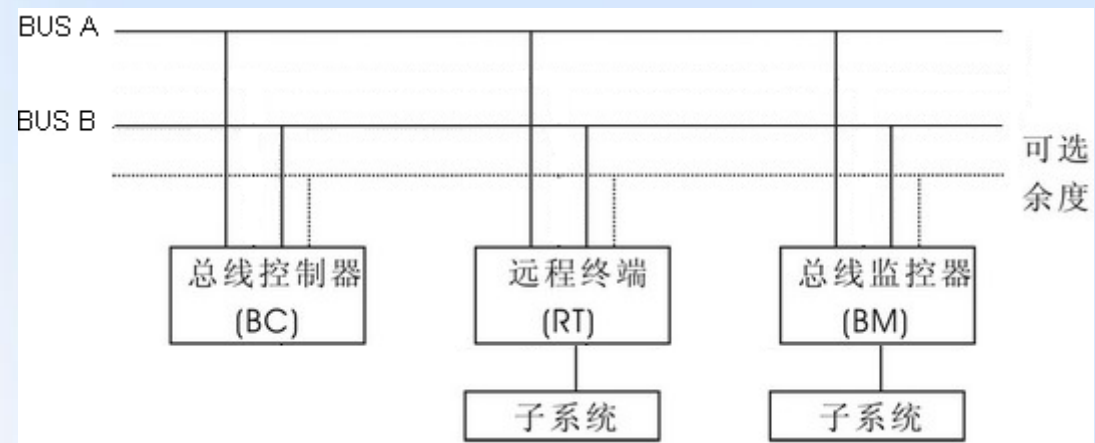 BUS A
BUS B
可选
余度
总线控制器
(BC)
远程终端
(RT)
总线监控器
(BM)
子系统
子系统